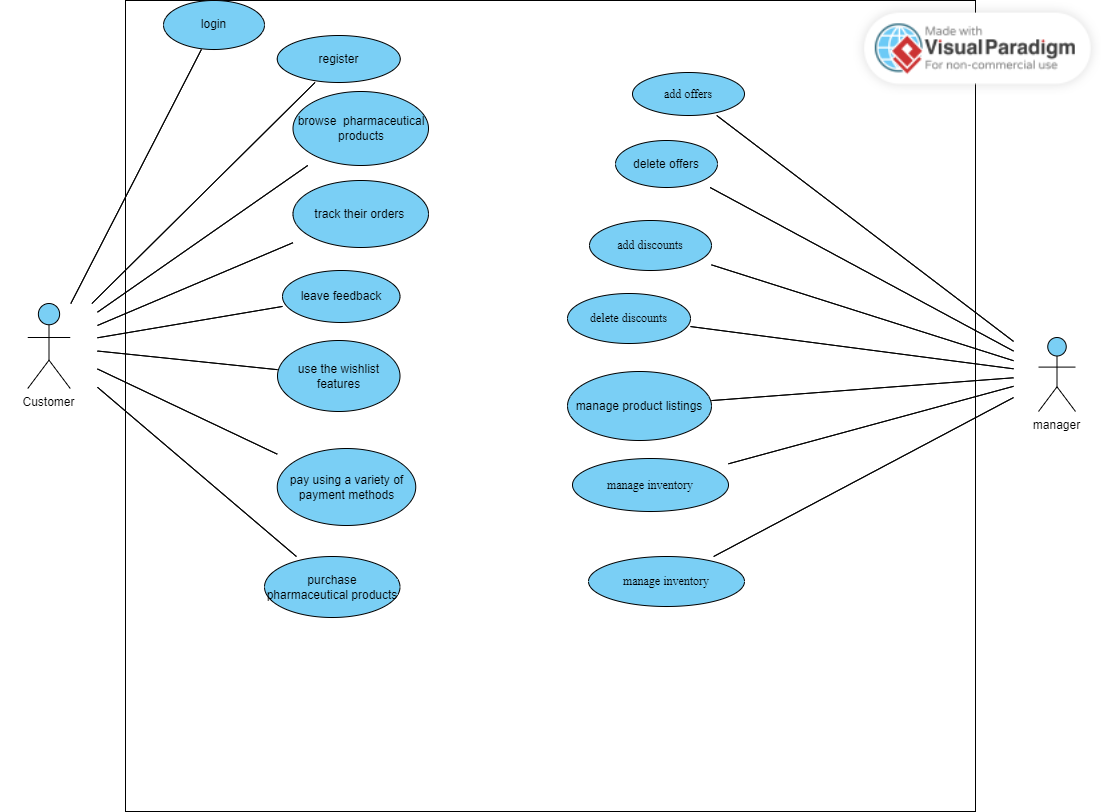 login
register
browse pharmaceutical
products
track their orders
leave feedback
use the wishlist
features
pay using a variety of
payment methods
purchase
pharmaceutical products
Customer
Made with
Visual Paradigm
For non-commercial use
add offers
delete offers
add discounts
delete discounts
manage product listings
manage inventory
manage inventory
manager